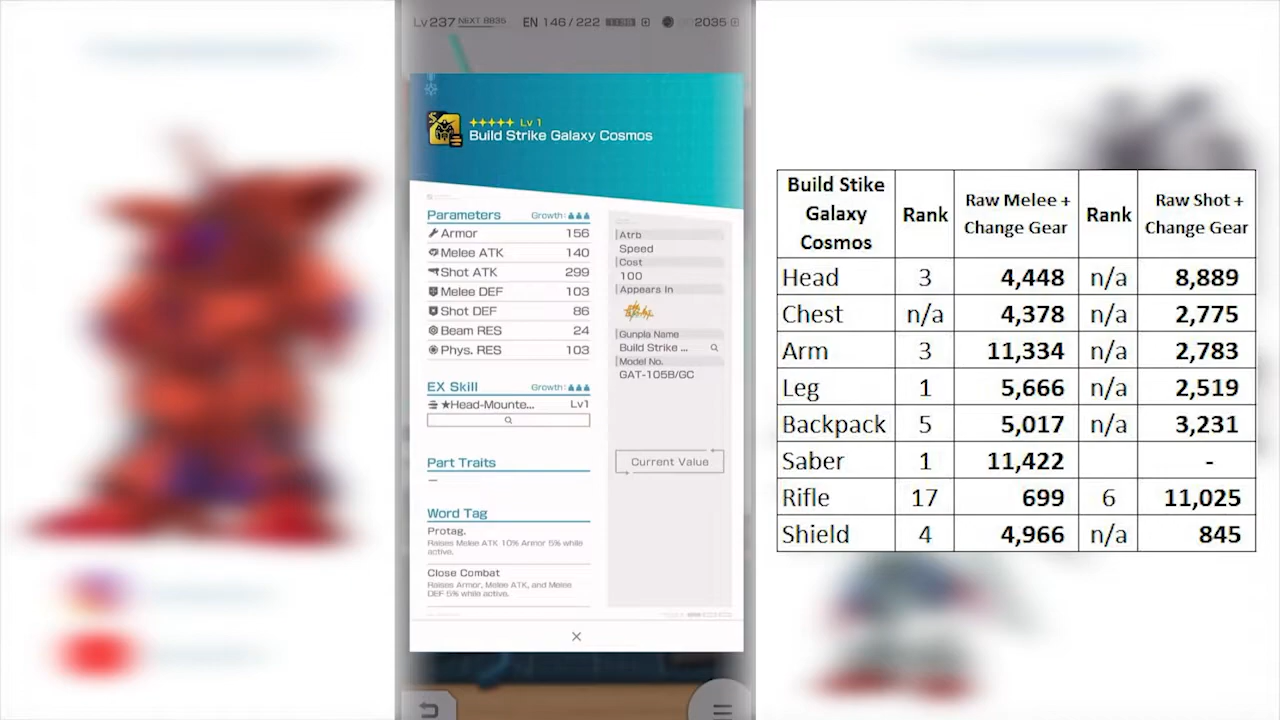 Lv 237 NEXT 8835 EN 146 / 222 2035
Lv 1
Build Strike Galaxy Cosmos
Parameters Growth:
Armor 156
Melee ATK 140
Shot ATK 299
Melee DEF 103
Shot DEF 86
Beam RES 24
Phys. RES 103
EX Skill Growth:
★Head-Mounte... Lv1
Part Traits
—
Word Tag
Protag.
Raises Melee ATK 10% Armor 5% while
active.
Close Combat
Raises Armor, Melee ATK, and Melee
DEF 5% while active.
Atrb
Speed
Cost
100
Appears In
Gunpla Name
Build Strike ...
Model No.
GAT-105B/GC
Current Value
Build Stike Galaxy Cosmos Rank Raw Melee + Change Gear Rank Raw Shot + Change Gear
Head 3 4,448 n/a 8,889
Chest n/a 4,378 n/a 2,775
Arm 3 11,334 n/a 2,783
Leg 1 5,666 n/a 2,519
Backpack 5 5,017 n/a 3,231
Saber 1 11,422 -
Rifle 17 699 6 11,025
Shield 4 4,966 n/a 845